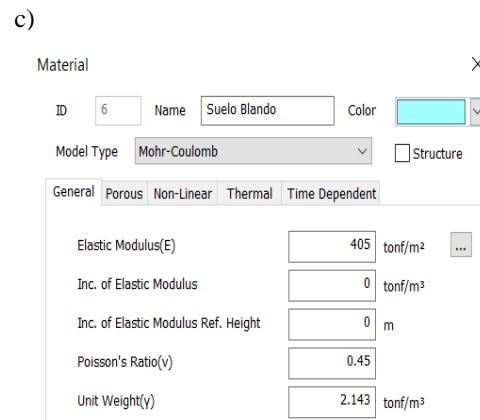 c)
Material
ID 6 Name Suelo Blando Color
Model Type Mohr-Coulomb Structure
General Porous Non-Linear Thermal Time Dependent
Elastic Modulus(E) 405 tonf/m² ...
Inc. of Elastic Modulus 0 tonf/m³
Inc. of Elastic Modulus Ref. Height 0 m
Poisson's Ratio(ν) 0.45
Unit Weight(γ) 2.143 tonf/m³